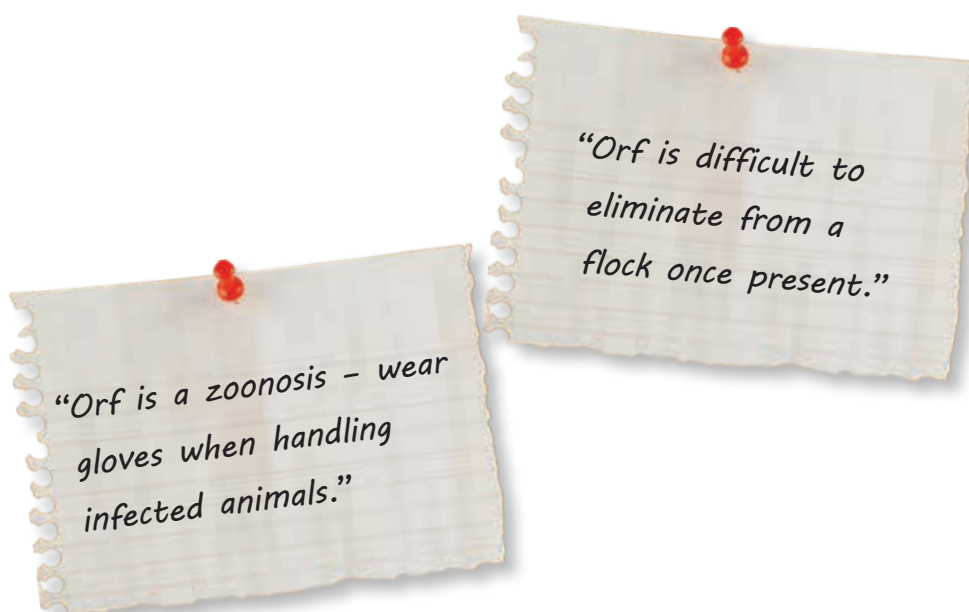 “Orf is difficult to
eliminate from a
flock once present.”
“Orf is a zoonosis – wear
gloves when handling
infected animals.”